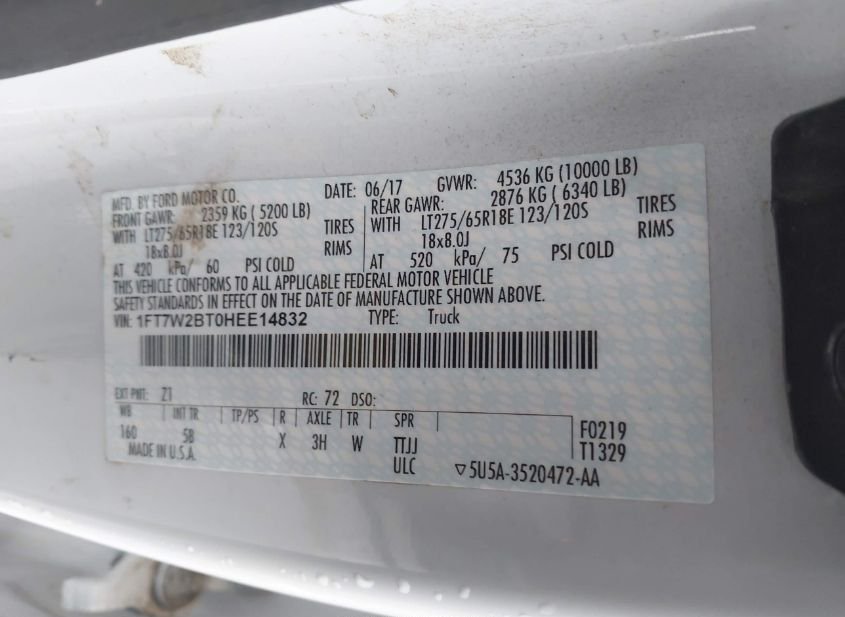 MFD. BY FORD MOTOR CO. DATE: 06/17 GVWR: 4536 KG (10000 LB)
FRONT GAWR: 2359 KG (5200 LB) REAR GAWR: 2876 KG (6340 LB)
WITH LT275/65R18E 123/120S TIRES WITH LT275/65R18E 123/120S TIRES
18x8.0J RIMS 18x8.0J RIMS
AT 420 kPa/ 60 PSI COLD AT 520 kPa/ 75 PSI COLD
THIS VEHICLE CONFORMS TO ALL APPLICABLE FEDERAL MOTOR VEHICLE
SAFETY STANDARDS IN EFFECT ON THE DATE OF MANUFACTURE SHOWN ABOVE.
VIN: 1FT7W2BT0HEE14832 TYPE: Truck
EXT PNT: Z1 RC: 72 DSO:
WB INT TR TP/PS R AXLE TR SPR
160 5B X 3H W TTJJ F0219
MADE IN U.S.A. ULC T1329
▽5U5A-3520472-AA